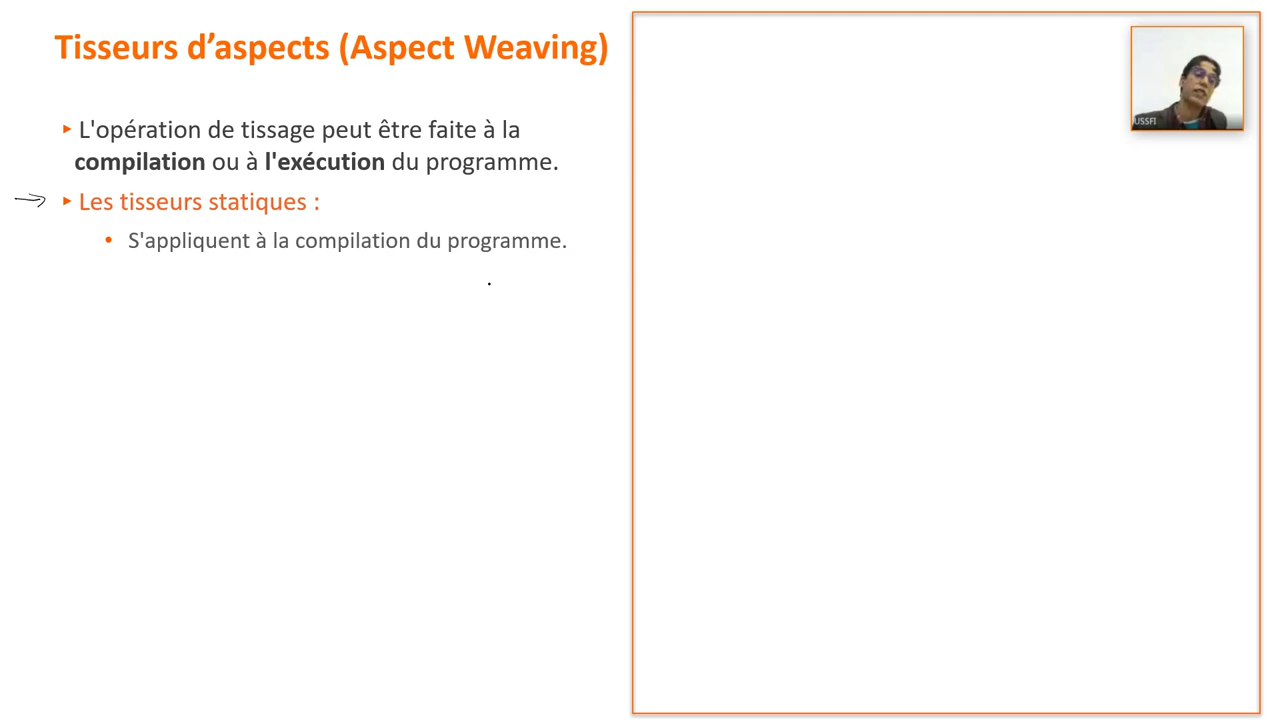 Tisseurs d’aspects (Aspect Weaving)
L'opération de tissage peut être faite à la
compilation ou à l'exécution du programme.
Les tisseurs statiques :
S'appliquent à la compilation du programme.
USSFI